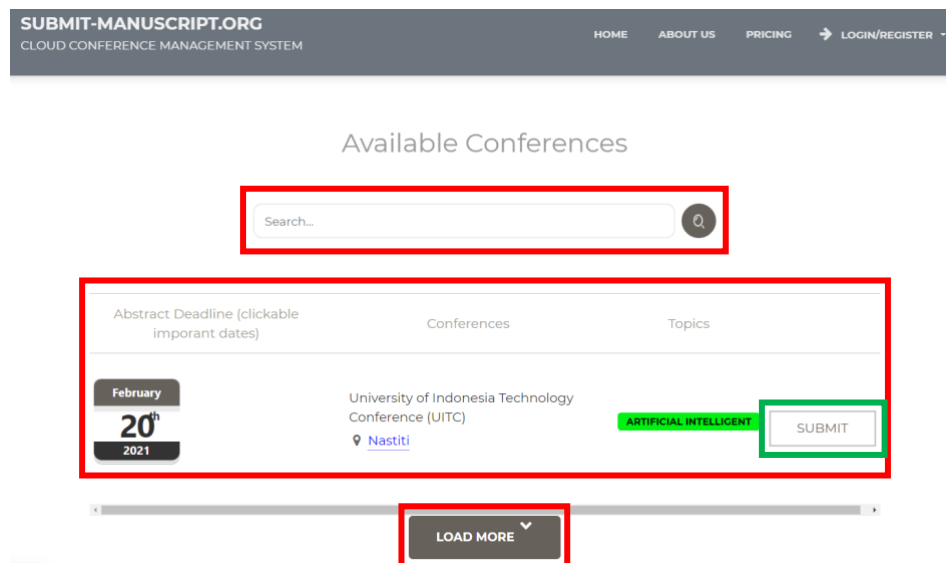 SUBMIT-MANUSCRIPT.ORG
CLOUD CONFERENCE MANAGEMENT SYSTEM
HOME ABOUT US PRICING LOGIN/REGISTER
Available Conferences
Search...
Abstract Deadline (clickable
imporant dates)
Conferences
Topics
February
20th
2021
University of Indonesia Technology
Conference (UITC)
Nastiti
ARTIFICIAL INTELLIGENT
SUBMIT
LOAD MORE